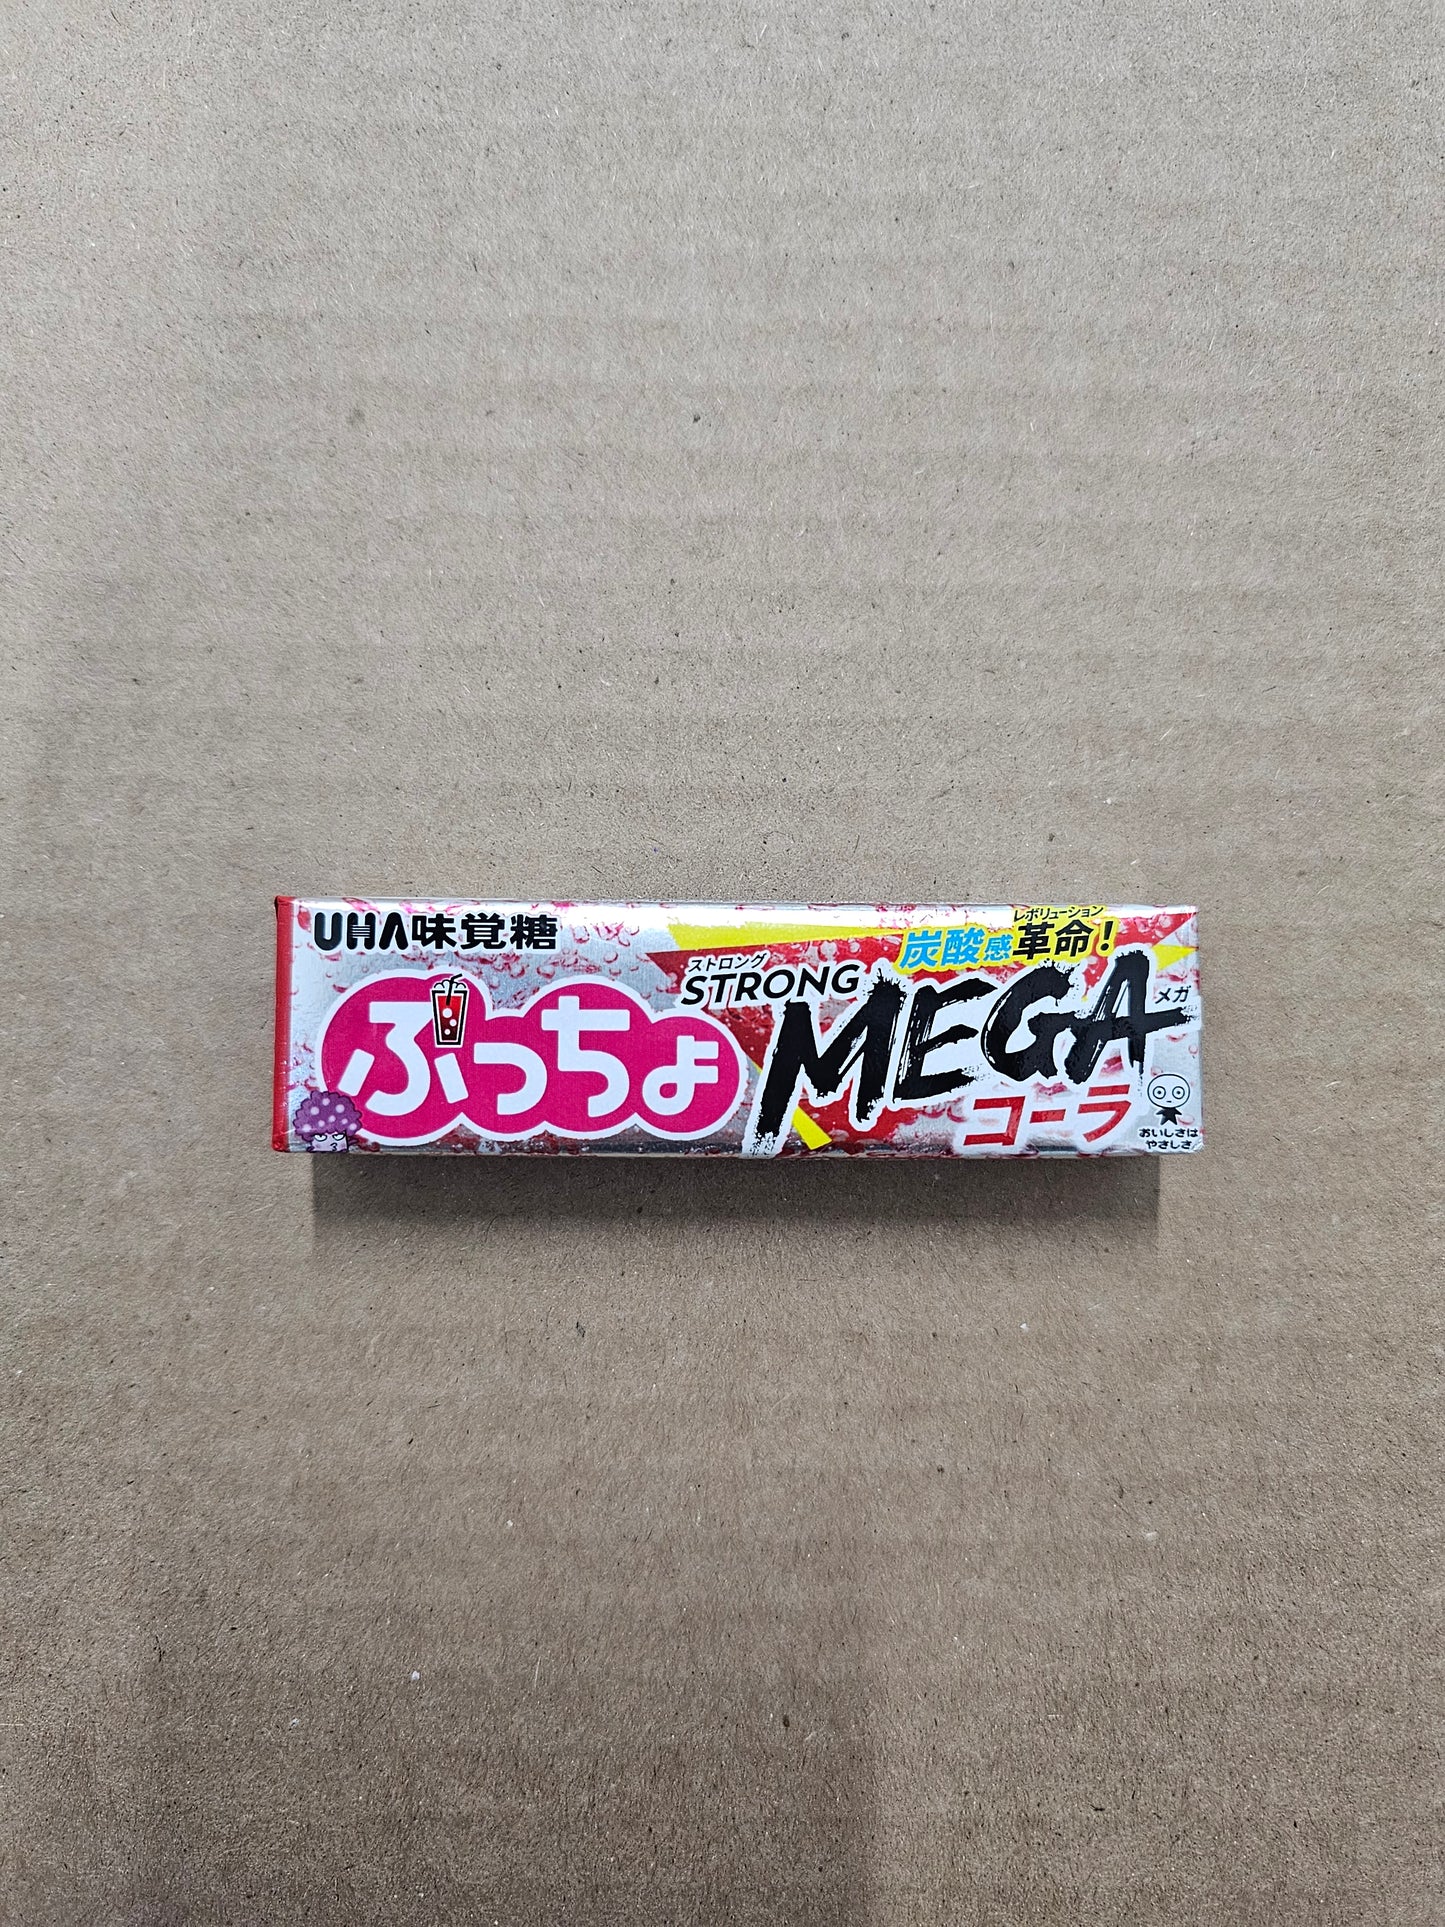 UHA味覚糖
ぷっちょ
ストロング
STRONG
レボリューション
炭酸感革命!
MEGA
メガ
コーラ
おいしさは
やさしさ